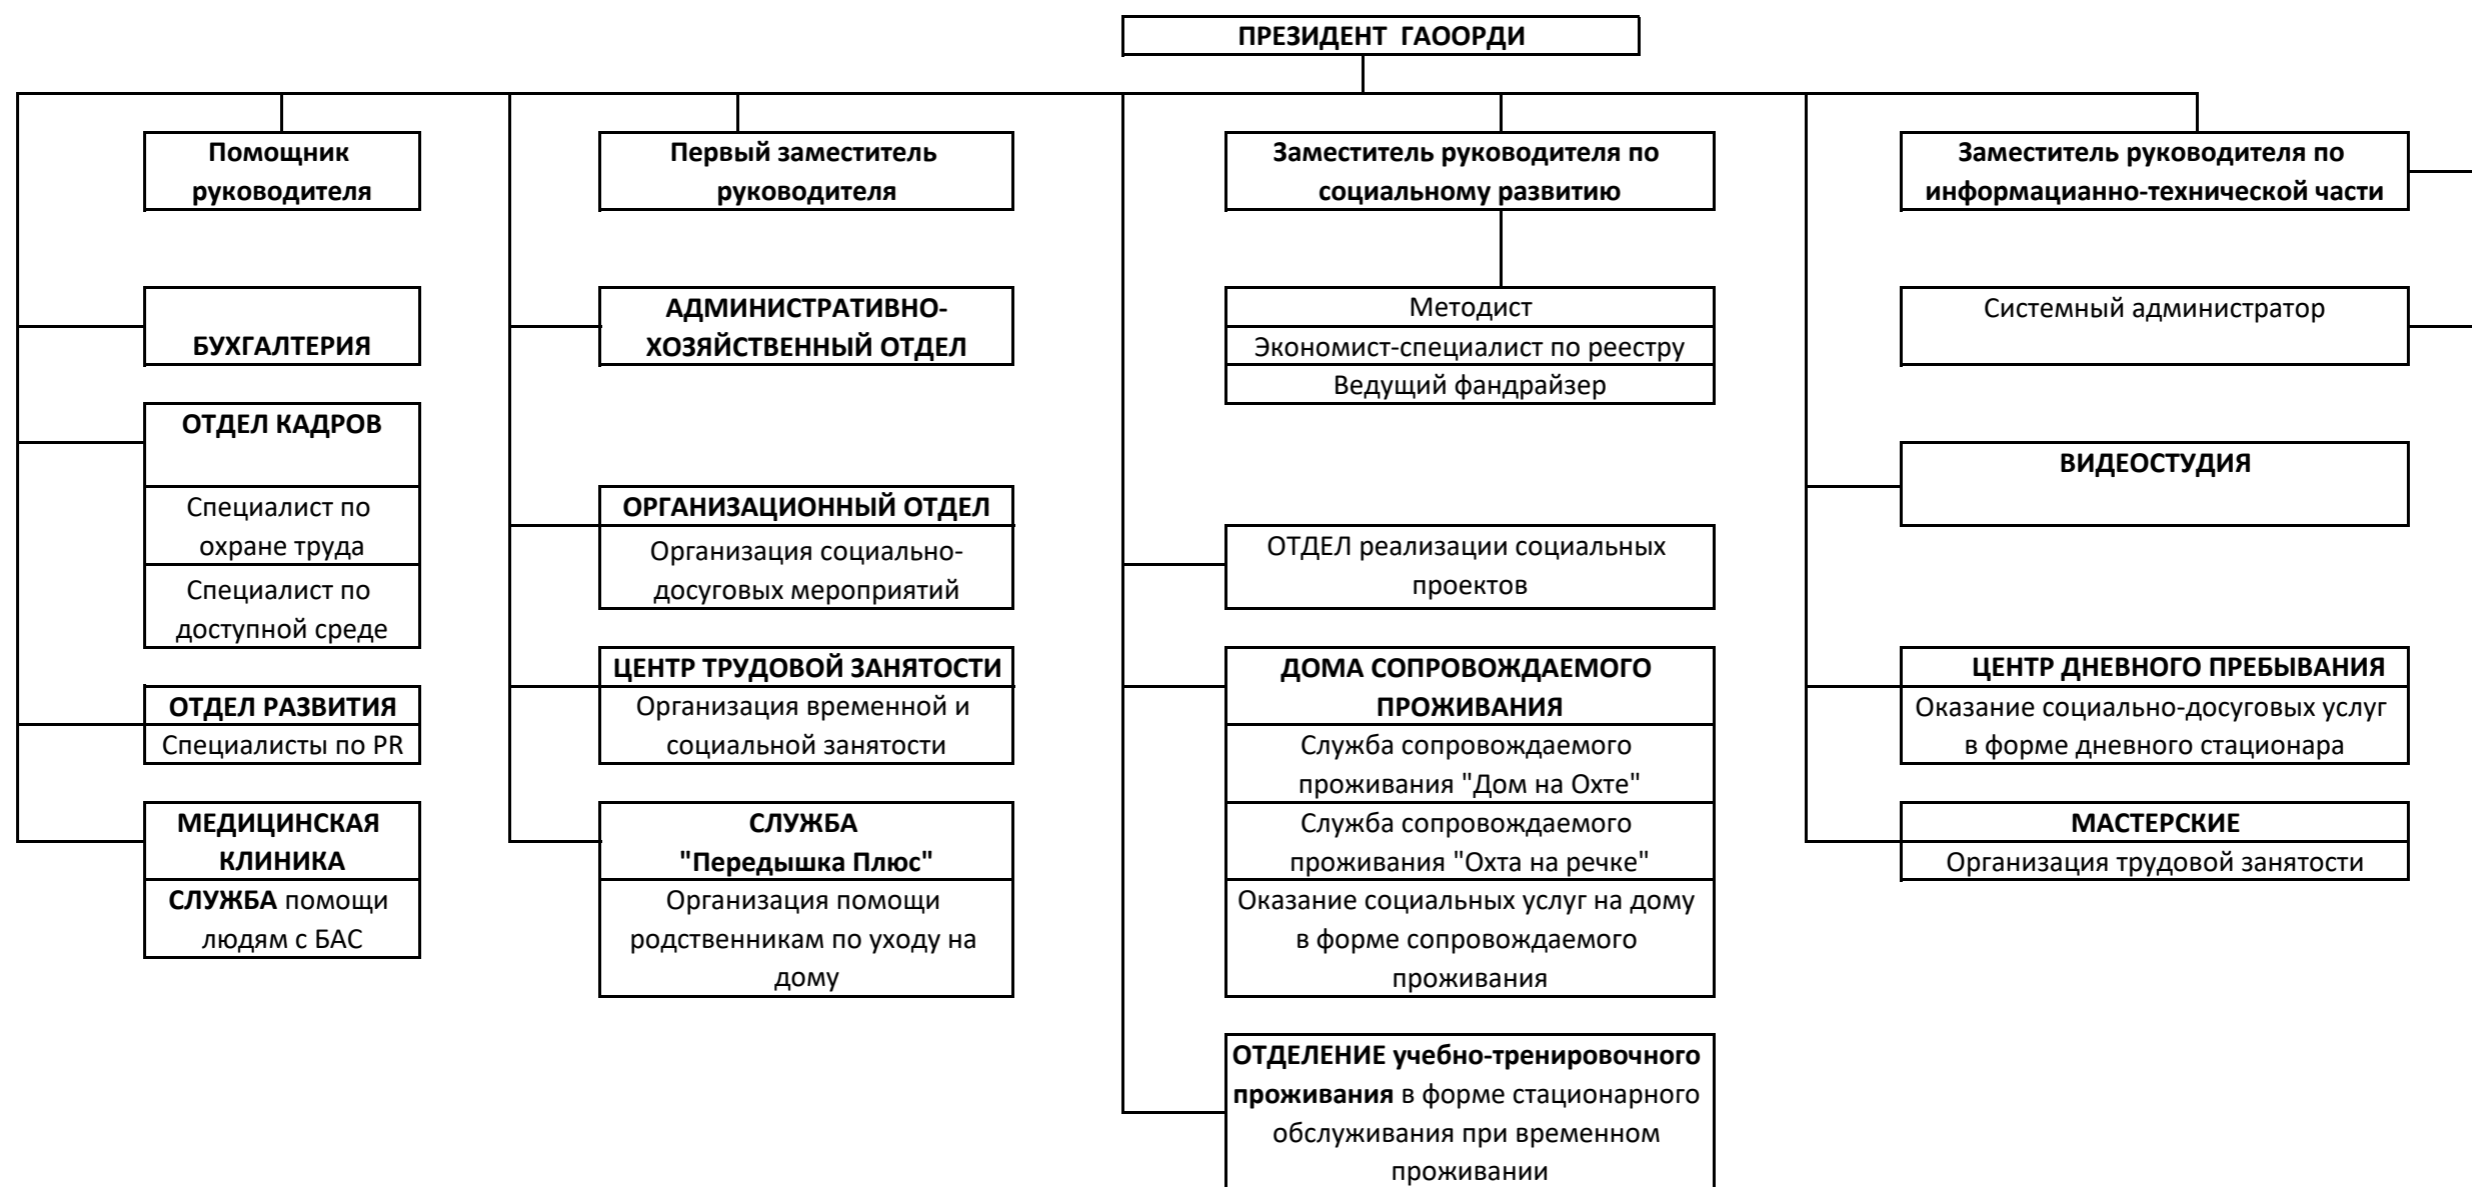 ПРЕЗИДЕНТ ГАООРДИ
Помощник
руководителя
Первый заместитель
руководителя
Заместитель руководителя по
социальному развитию
Заместитель руководителя по
информацианно-технической части
БУХГАЛТЕРИЯ
АДМИНИСТРАТИВНО-
ХОЗЯЙСТВЕННЫЙ ОТДЕЛ
Методист
Экономист-специалист по реестру
Ведущий фандрайзер
Системный администратор
ОТДЕЛ КАДРОВ
Специалист по
охране труда
Специалист по
доступной среде
ОРГАНИЗАЦИОННЫЙ ОТДЕЛ
Организация социально-
досуговых мероприятий
ОТДЕЛ реализации социальных
проектов
ВИДЕОСТУДИЯ
ОТДЕЛ РАЗВИТИЯ
Специалисты по PR
ЦЕНТР ТРУДОВОЙ ЗАНЯТОСТИ
Организация временной и
социальной занятости
ДОМА СОПРОВОЖДАЕМОГО
ПРОЖИВАНИЯ
Служба сопровождаемого
проживания "Дом на Охте"
Служба сопровождаемого
проживания "Охта на речке"
Оказание социальных услуг на дому
в форме сопровождаемого
проживания
ЦЕНТР ДНЕВНОГО ПРЕБЫВАНИЯ
Оказание социально-досуговых услуг
в форме дневного стационара
МЕДИЦИНСКАЯ
КЛИНИКА
СЛУЖБА помощи
людям с БАС
СЛУЖБА
"Передышка Плюс"
Организация помощи
родственникам по уходу на
дому
МАСТЕРСКИЕ
Организация трудовой занятости
ОТДЕЛЕНИЕ учебно-тренировочного
проживания в форме стационарного
обслуживания при временном
проживании